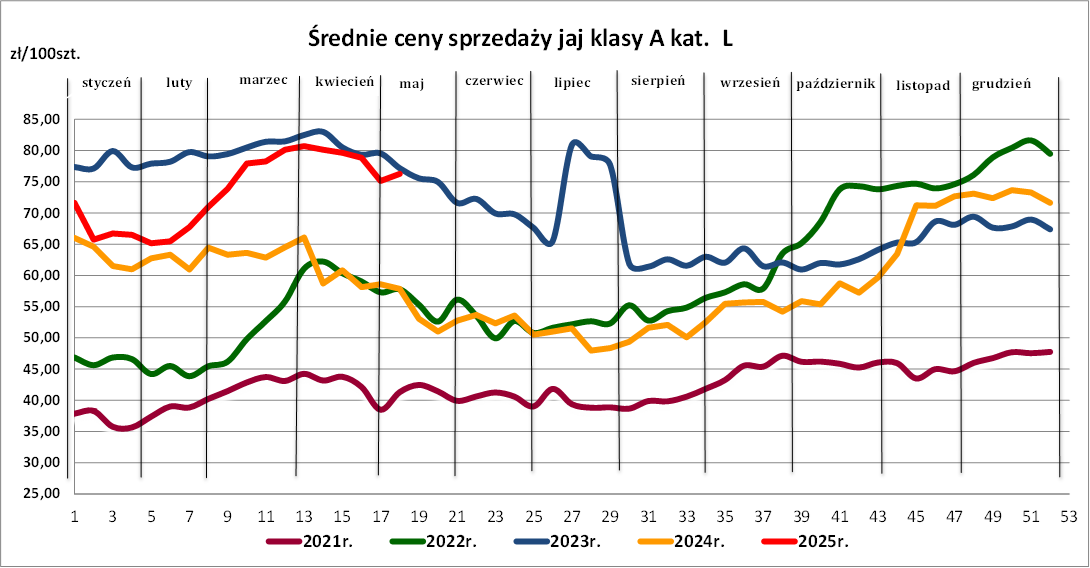 Średnie ceny sprzedaży jaj klasy A kat. L
zł/100szt.
styczeń luty marzec kwiecień maj czerwiec lipiec sierpień wrzesień październik listopad grudzień
85,00
80,00
75,00
70,00
65,00
60,00
55,00
50,00
45,00
40,00
35,00
30,00
25,00
1 3 5 7 9 11 13 15 17 19 21 23 25 27 29 31 33 35 37 39 41 43 45 47 49 51 53
2021r. 2022r. 2023r. 2024r. 2025r.